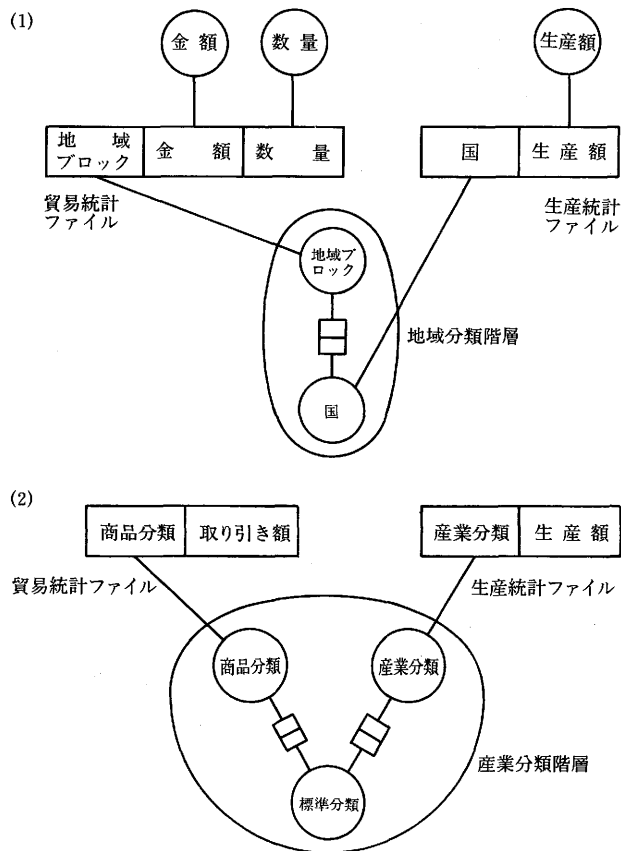 (1)
金額
数量
生産額
地域
ブロック
金額
数量
国
生産額
貿易統計
ファイル
生産統計
ファイル
地域ブ
ロック
地域分類階層
国
(2)
商品分類
取り引き額
産業分類
生産額
貿易統計ファイル
生産統計ファイル
商品分類
産業分類
産業分類階層
標準分類